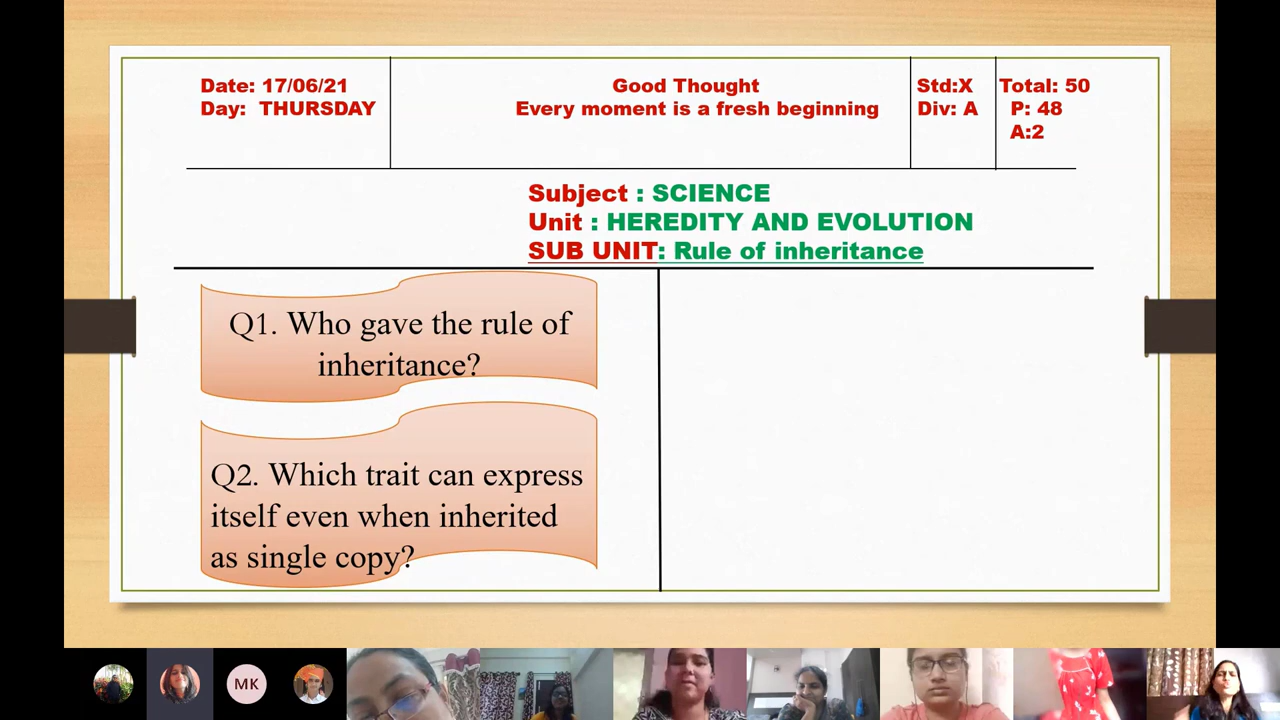 Date: 17/06/21
Day: THURSDAY
Good Thought
Every moment is a fresh beginning
Std:X
Div: A
Total: 50
P: 48
A:2
Subject : SCIENCE
Unit : HEREDITY AND EVOLUTION
SUB UNIT: Rule of inheritance
Q1. Who gave the rule of
inheritance?
Q2. Which trait can express
itself even when inherited
as single copy?
MK